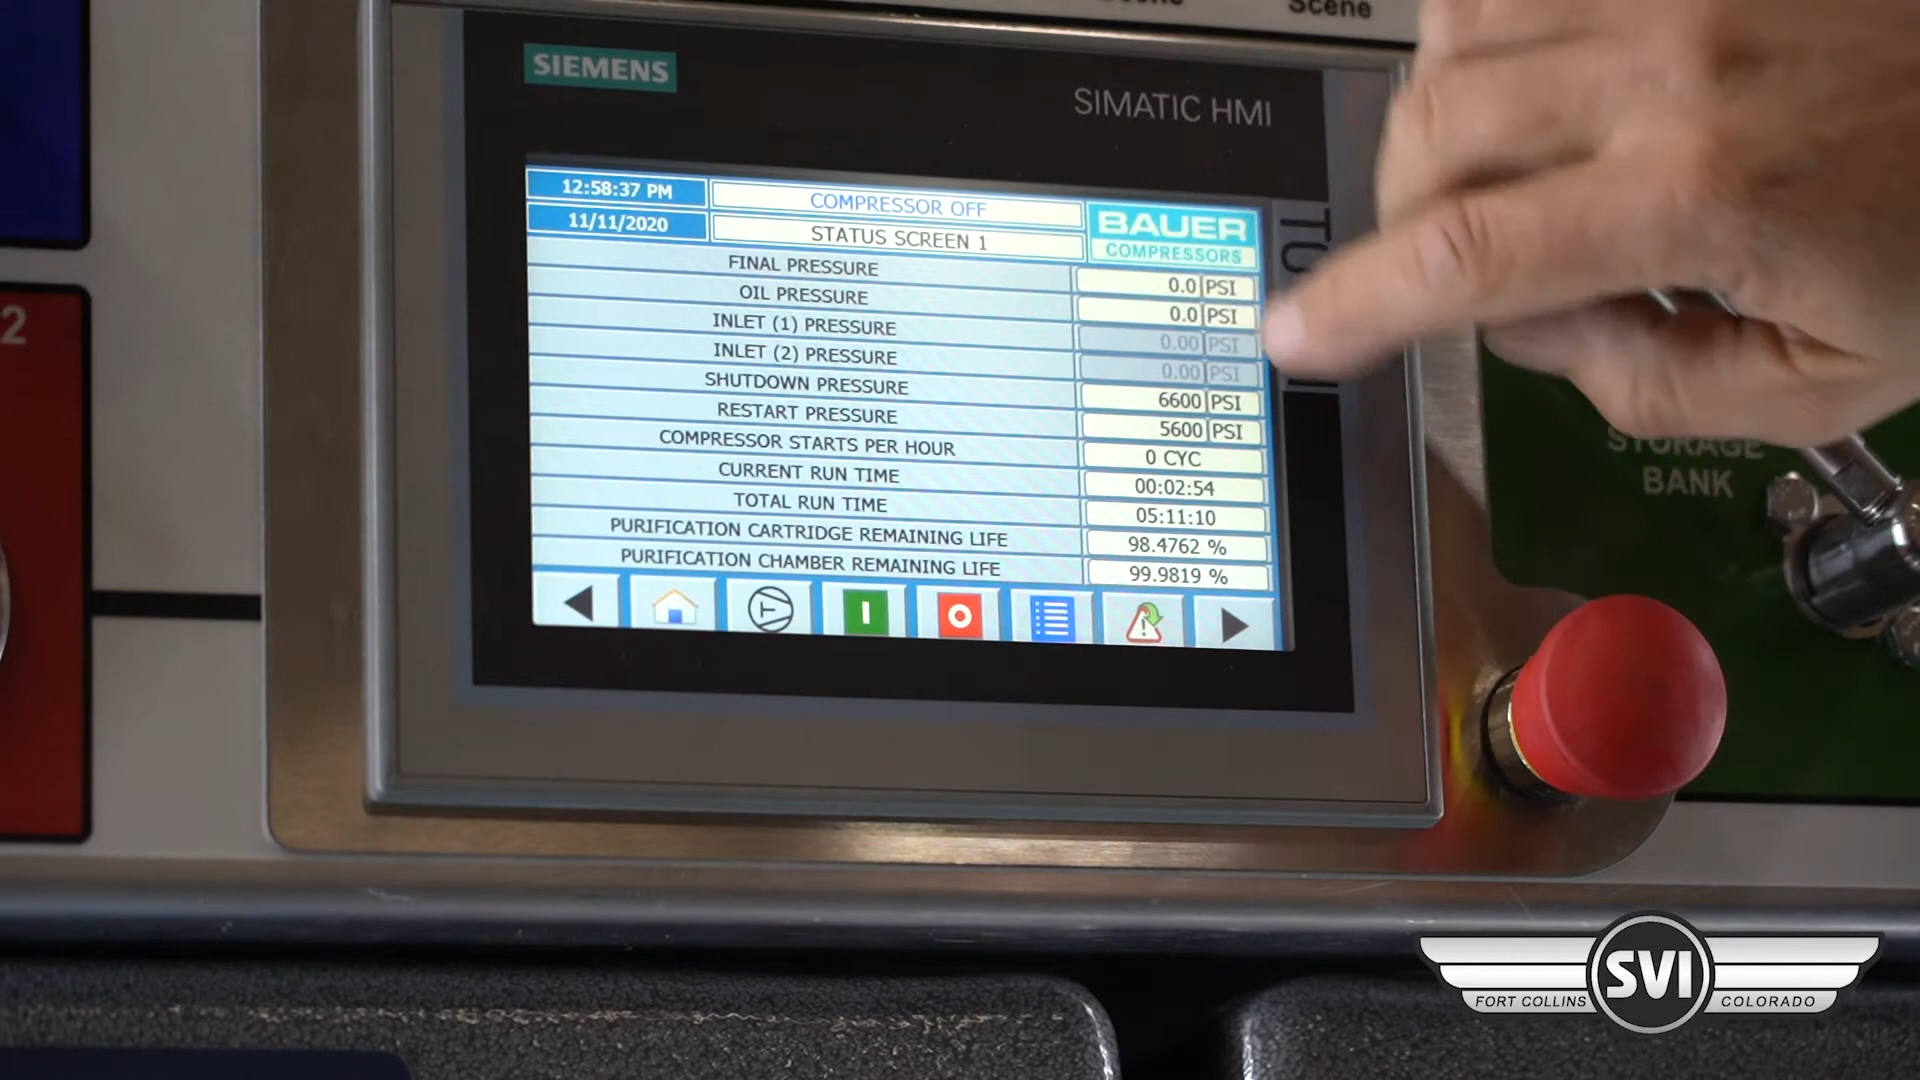 Scene
SIEMENS
SIMATIC HMI
12:58:37 PM
COMPRESSOR OFF
BAUER
COMPRESSORS
11/11/2020
STATUS SCREEN 1
FINAL PRESSURE 0.0 PSI
OIL PRESSURE 0.0 PSI
INLET (1) PRESSURE 0.00 PSI
INLET (2) PRESSURE 0.00 PSI
SHUTDOWN PRESSURE 6600 PSI
RESTART PRESSURE 5600 PSI
COMPRESSOR STARTS PER HOUR 0 CYC
CURRENT RUN TIME 00:02:54
TOTAL RUN TIME 05:11:10
PURIFICATION CARTRIDGE REMAINING LIFE 98.4762 %
PURIFICATION CHAMBER REMAINING LIFE 99.9819 %
2
STORAGE
BANK
SVI
FORT COLLINS COLORADO